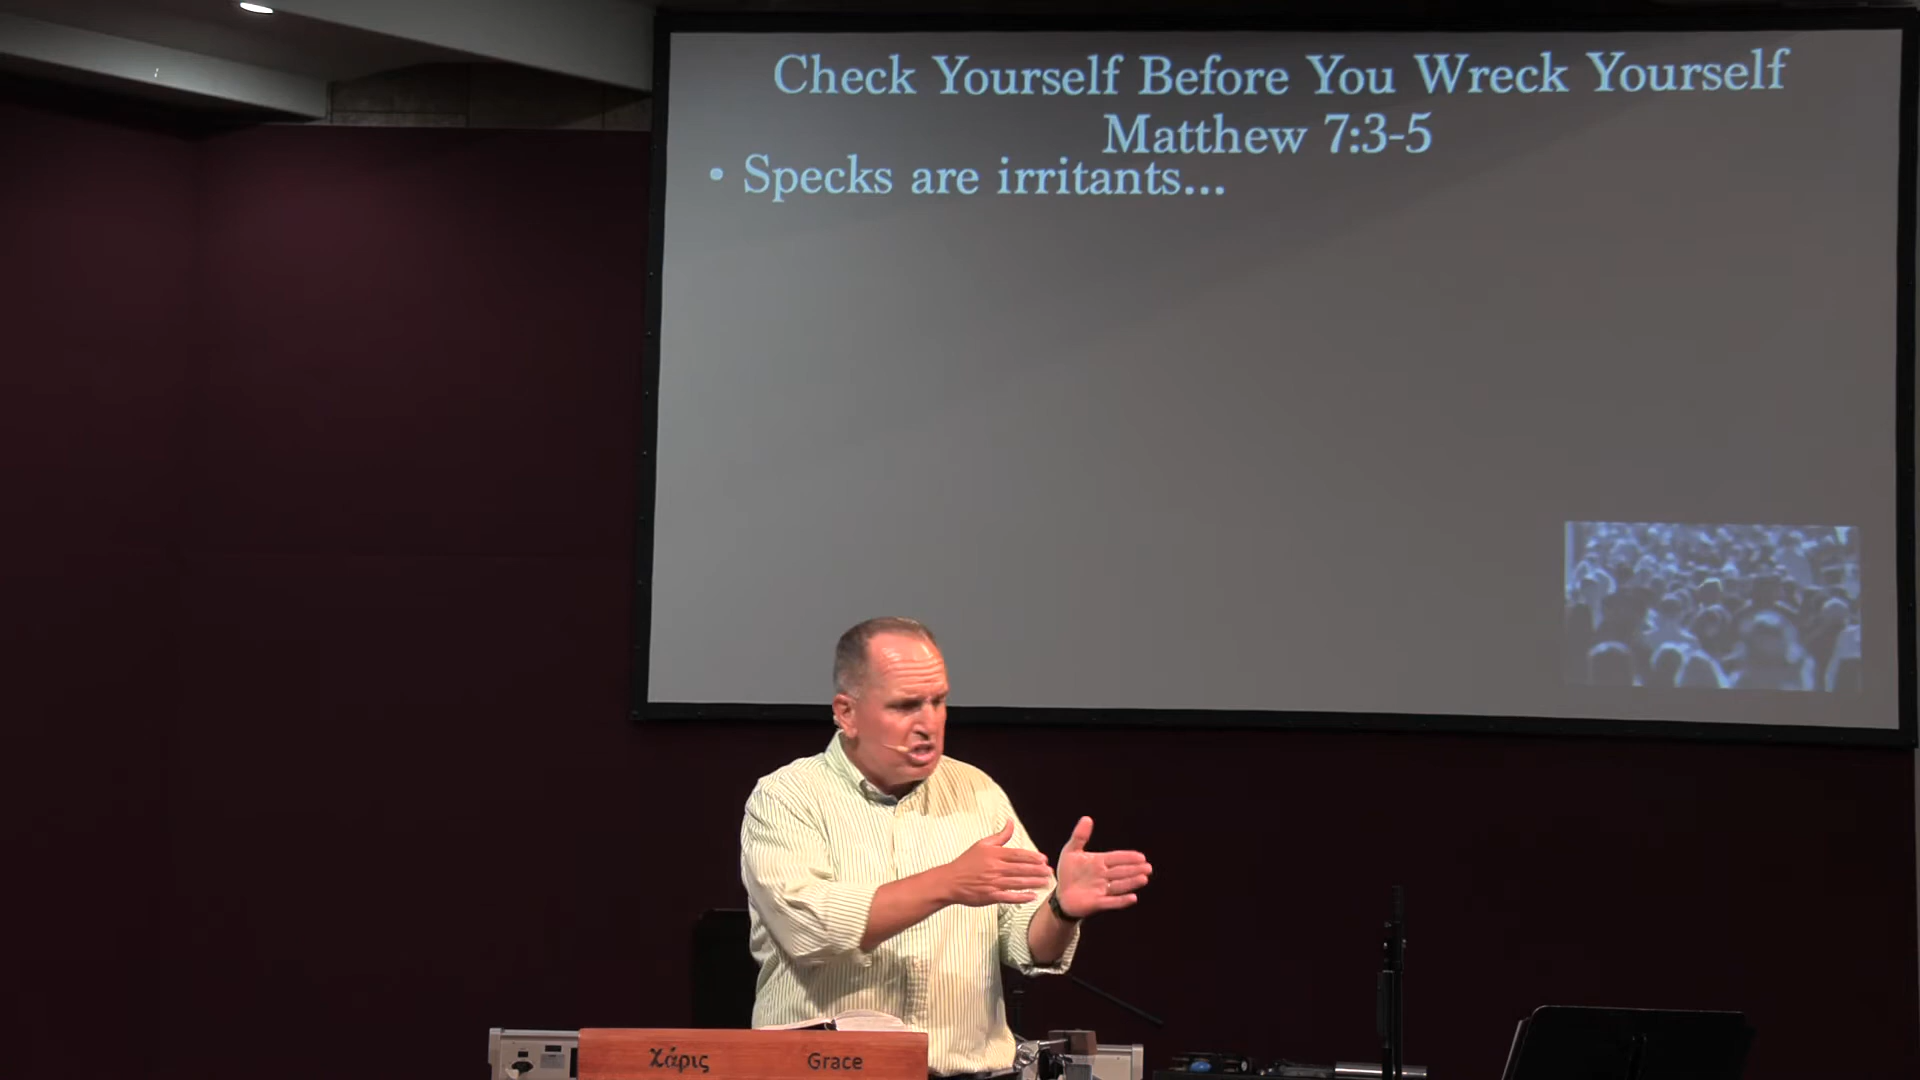 Check Yourself Before You Wreck Yourself
Matthew 7:3-5
• Specks are irritants...
Χάρις Grace